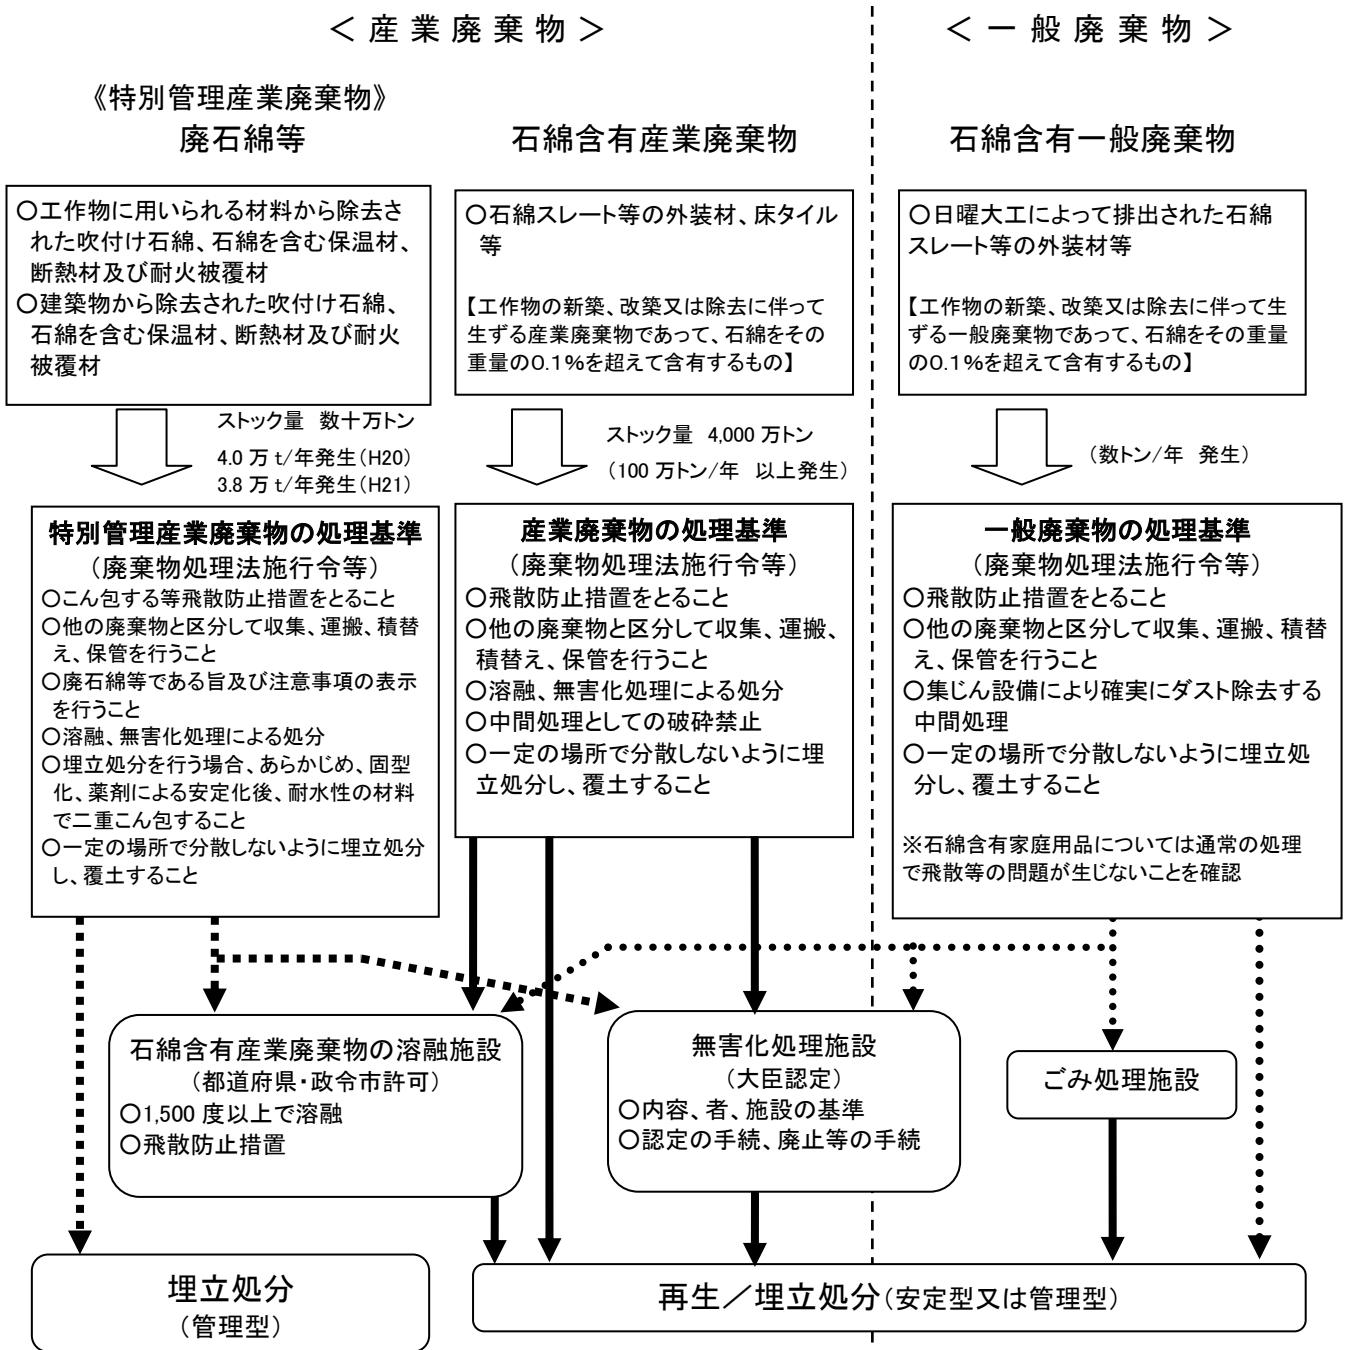 ＜産業廃棄物＞
＜一般廃棄物＞
《特別管理産業廃棄物》
廃石綿等
石綿含有産業廃棄物
石綿含有一般廃棄物
○工作物に用いられる材料から除去さ
れた吹付け石綿、石綿を含む保温材、
断熱材及び耐火被覆材
○建築物から除去された吹付け石綿、
石綿を含む保温材、断熱材及び耐火
被覆材
○石綿スレート等の外装材、床タイル
等
【工作物の新築、改築又は除去に伴って
生ずる産業廃棄物であって、石綿をその
重量の0.1%を超えて含有するもの】
○日曜大工によって排出された石綿
スレート等の外装材等
【工作物の新築、改築又は除去に伴って生
ずる一般廃棄物であって、石綿をその重量
の0.1%を超えて含有するもの】
ストック量 数十万トン
4.0 万 t/年発生(H20)
3.8 万 t/年発生(H21)
ストック量 4,000 万トン
(100 万トン/年 以上発生)
(数トン/年 発生)
特別管理産業廃棄物の処理基準
(廃棄物処理法施行令等)
○こん包する等飛散防止措置をとること
○他の廃棄物と区分して収集、運搬、積替
え、保管を行うこと
○廃石綿等である旨及び注意事項の表示
を行うこと
○溶融、無害化処理による処分
○埋立処分を行う場合、あらかじめ、固型
化、薬剤による安定化後、耐水性の材料
で二重こん包すること
○一定の場所で分散しないように埋立処分
し、覆土すること
産業廃棄物の処理基準
(廃棄物処理法施行令等)
○飛散防止措置をとること
○他の廃棄物と区分して収集、運搬、
積替え、保管を行うこと
○溶融、無害化処理による処分
○中間処理としての破砕禁止
○一定の場所で分散しないように埋
立処分し、覆土すること
一般廃棄物の処理基準
(廃棄物処理法施行令等)
○飛散防止措置をとること
○他の廃棄物と区分して収集、運搬、積替
え、保管を行うこと
○集じん設備により確実にダスト除去する
中間処理
○一定の場所で分散しないように埋立処
分し、覆土すること
※石綿含有家庭用品については通常の処理
で飛散等の問題が生じないことを確認
石綿含有産業廃棄物の溶融施設
(都道府県・政令市許可)
○1,500 度以上で溶融
○飛散防止措置
無害化処理施設
(大臣認定)
○内容、者、施設の基準
○認定の手続、廃止等の手続
ごみ処理施設
埋立処分
(管理型)
再生／埋立処分(安定型又は管理型)